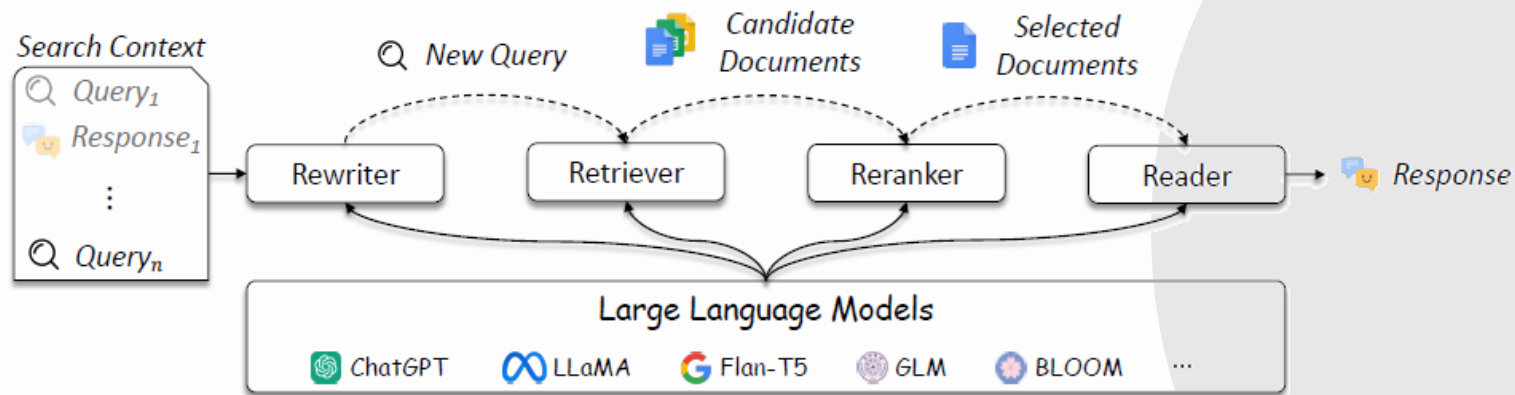 Search Context
Query1
Response1
⋮
Queryn
New Query
Candidate
Documents
Selected
Documents
Rewriter
Retriever
Reranker
Reader
Response
Large Language Models
ChatGPT
LLaMA
Flan-T5
GLM
BLOOM
...